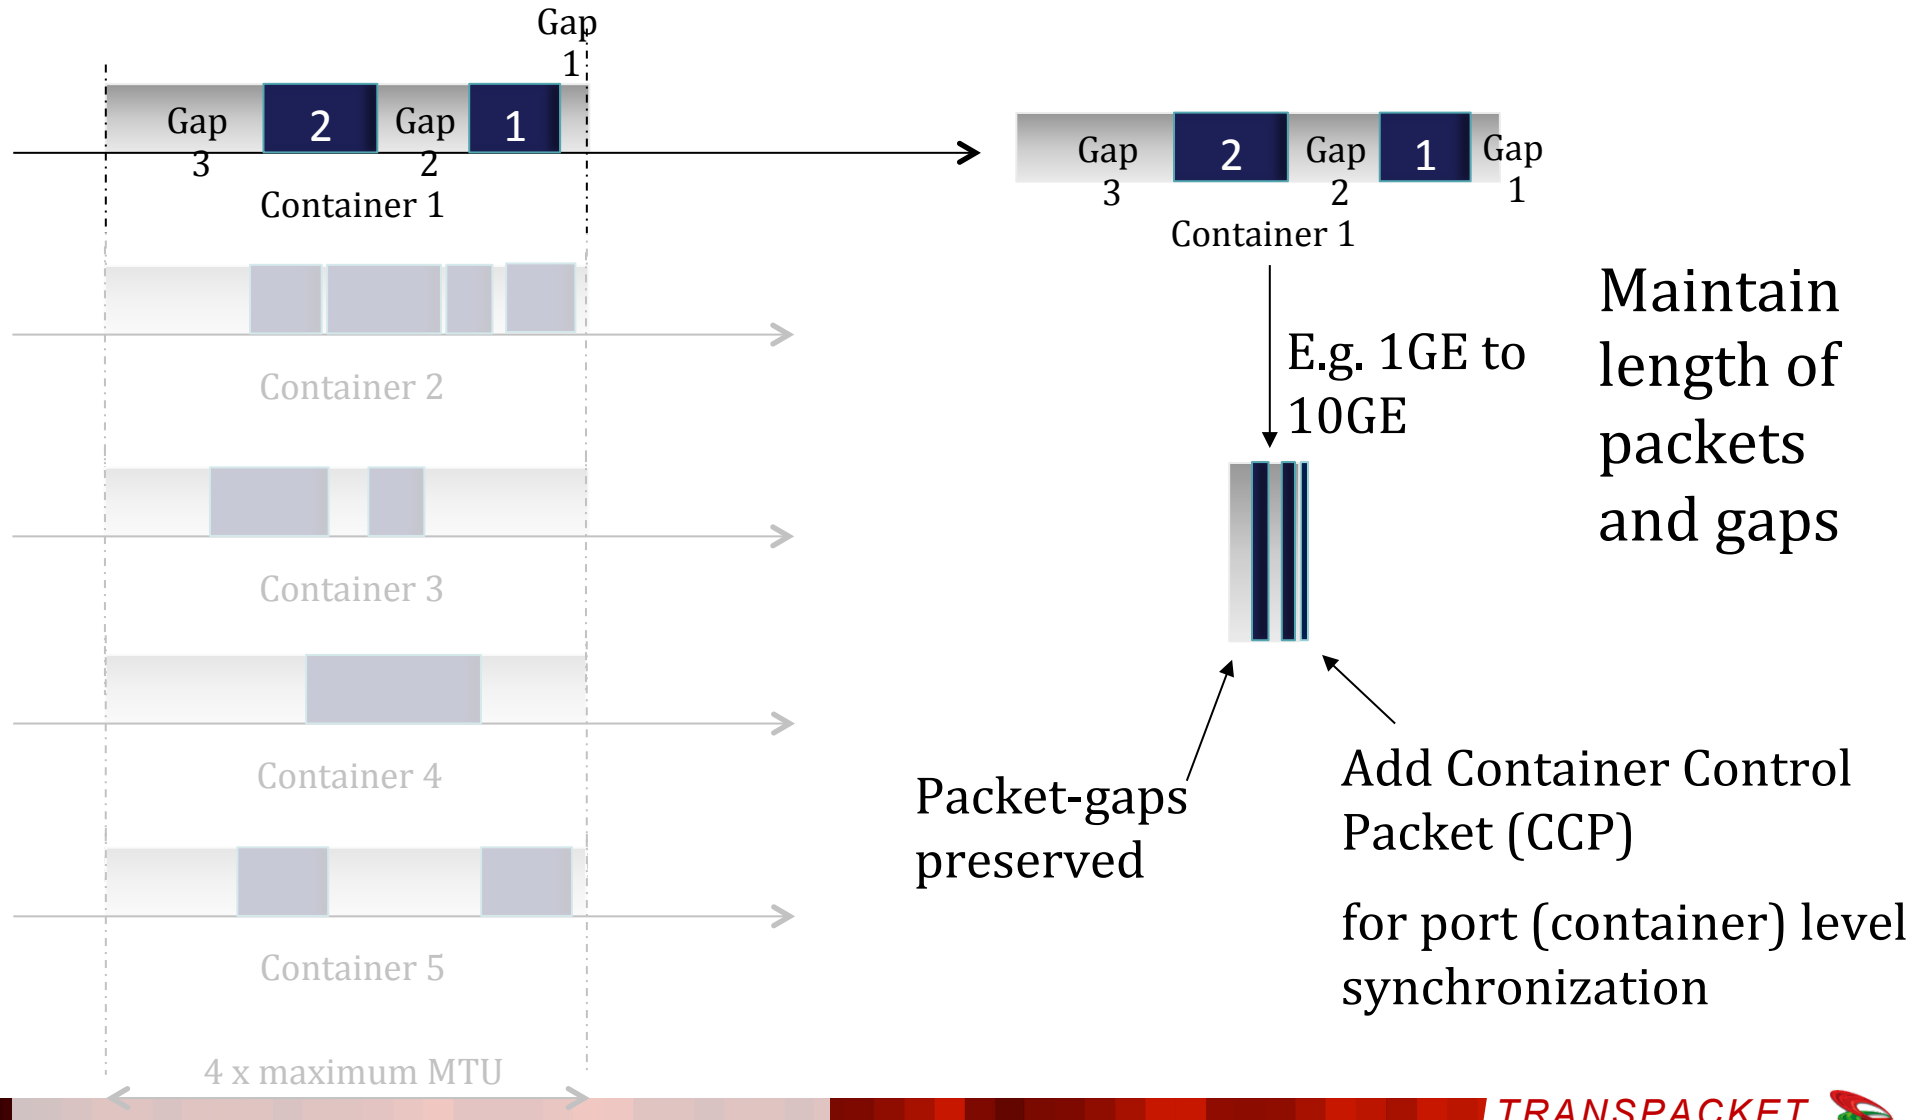 Gap
1
Gap
3
2
Gap
2
1
Container 1
Container 2
Container 3
Container 4
Container 5
4 x maximum MTU
Gap
3
2
Gap
2
1
Gap
1
Container 1
E.g. 1GE to
10GE
Packet-gaps
preserved
Add Container Control
Packet (CCP)
for port (container) level
synchronization
Maintain
length of
packets
and gaps
TRANSPACKET